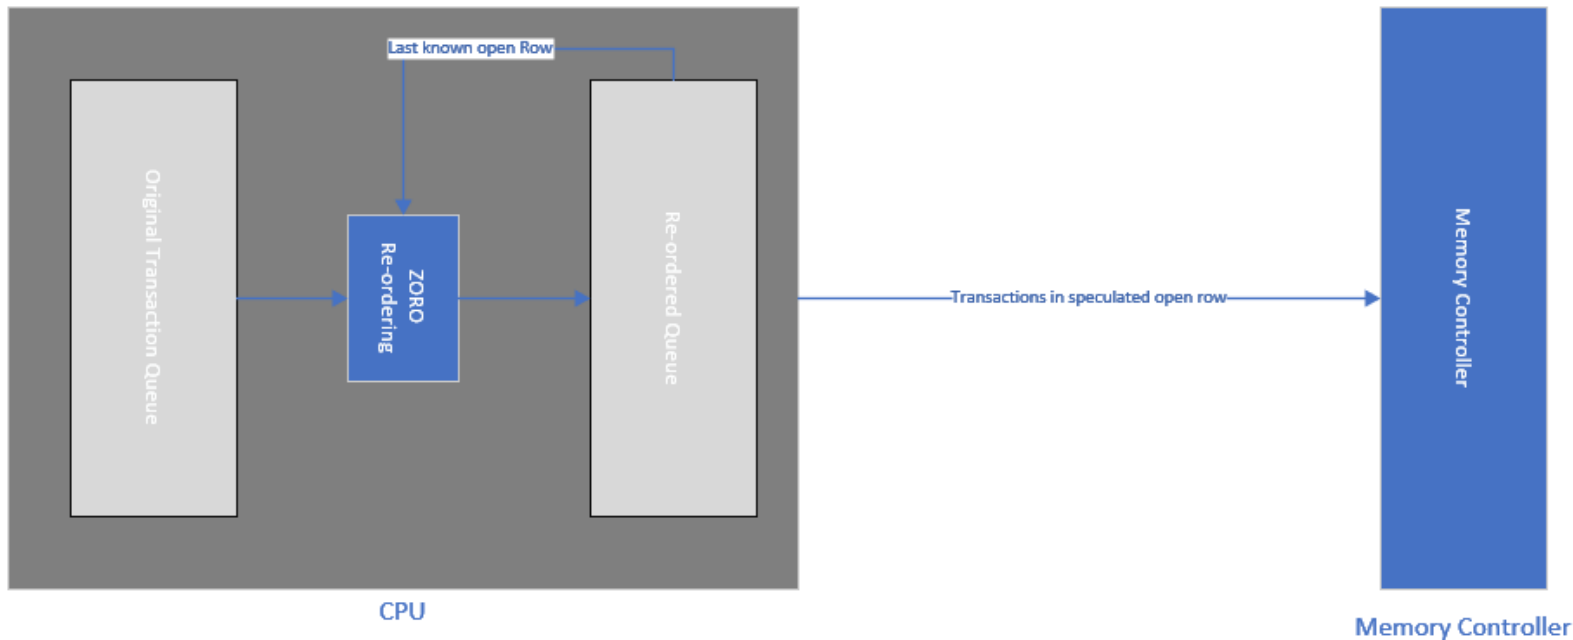 Last known open Row
Original Transaction Queue
ZORO
Re-ordering
Re-ordered Queue
Transactions in speculated open row
Memory Controller
CPU
Memory Controller